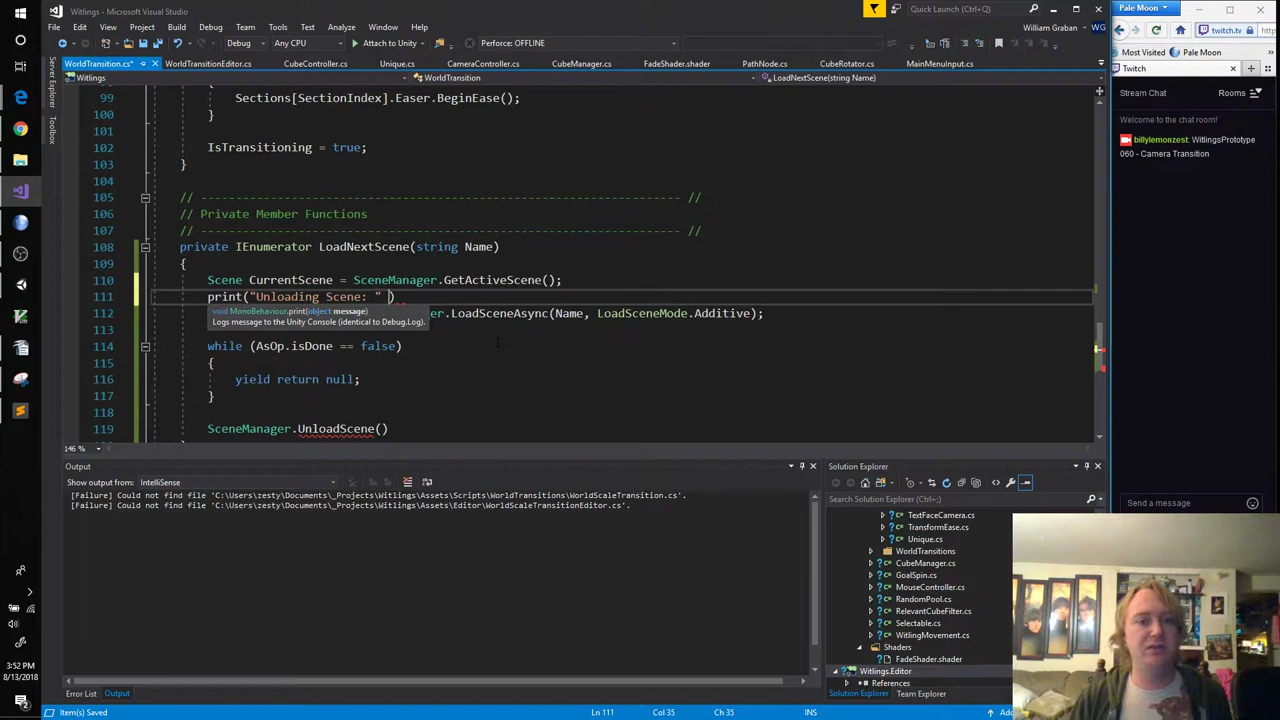 Witlings - Microsoft Visual Studio
Quick Launch (Ctrl+Q)
File Edit View Project Build Debug Team Tools Test Analyze Window Help
William Graban WG
Debug Any CPU Attach to Unity Perforce: OFFLINE
WorldTransition.cs* WorldTransitionEditor.cs CubeController.cs Unique.cs CameraController.cs CubeManager.cs FadeShader.shader PathNode.cs CubeRotator.cs MainMenuInput.cs
Witlings WorldTransition LoadNextScene(string Name)
Server Explorer
Toolbox
99 Sections[SectionIndex].Easer.BeginEase();
100 }
101
102 IsTransitioning = true;
103 }
104
105 // ---------------------------------------------------------------------- //
106 // Private Member Functions
107 // ---------------------------------------------------------------------- //
108 private IEnumerator LoadNextScene(string Name)
109 {
110 Scene CurrentScene = SceneManager.GetActiveScene();
111 print("Unloading Scene: " )
void MonoBehaviour.print(object message)
Logs message to the Unity Console (identical to Debug.Log).
112 er.LoadSceneAsync(Name, LoadSceneMode.Additive);
113
114 while (AsOp.isDone == false)
115 {
116 yield return null;
117 }
118
119 SceneManager.UnloadScene()
146 %
Output
Show output from: IntelliSense
[Failure] Could not find file 'C:\Users\zesty\Documents\_Projects\Witlings\Assets\Scripts\WorldTransitions\WorldScaleTransition.cs'.
[Failure] Could not find file 'C:\Users\zesty\Documents\_Projects\Witlings\Assets\Editor\WorldScaleTransitionEditor.cs'.
Error List Output
Solution Explorer
Search Solution Explorer (Ctrl+;)
TextFaceCamera.cs
TransformEase.cs
Unique.cs
WorldTransitions
CubeManager.cs
GoalSpin.cs
MouseController.cs
RandomPool.cs
RelevantCubeFilter.cs
Selectable.cs
WitlingMovement.cs
Shaders
FadeShader.shader
Witlings.Editor
References
Solution Explorer Team Explorer
Item(s) Saved Ln 111 Col 35 Ch 35 INS
3:52 PM
8/13/2018
2
Pale Moon
twitch.tv
Most Visited Pale Moon
Twitch
Stream Chat Rooms
Welcome to the chat room!
billylemonzest: WitlingsPrototype
060 - Camera Transition
Send a message